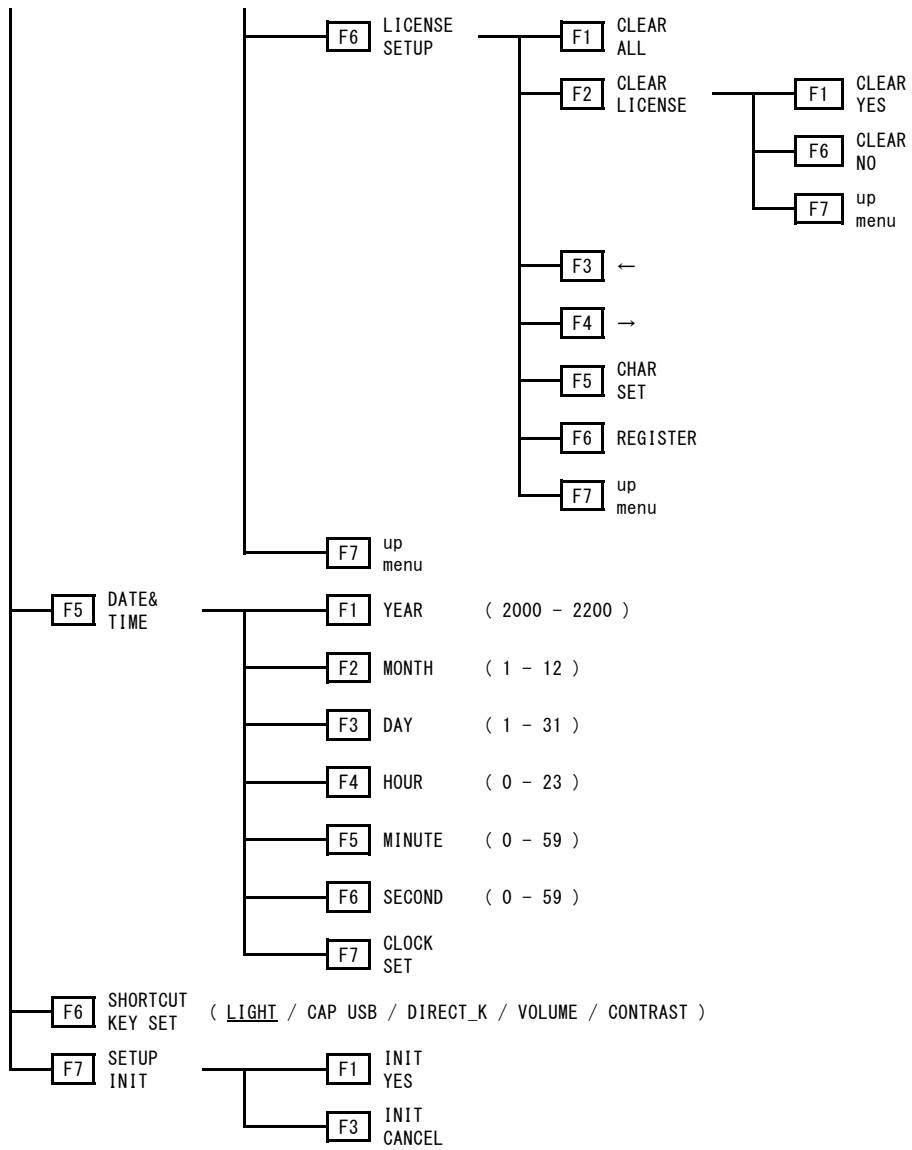 F6 LICENSE SETUP F1 CLEAR ALL
F2 CLEAR LICENSE F1 CLEAR YES
F6 CLEAR NO
F7 up menu
F3 ←
F4 →
F5 CHAR SET
F6 REGISTER
F7 up menu
F7 up menu
F5 DATE& TIME F1 YEAR ( 2000 - 2200 )
F2 MONTH ( 1 - 12 )
F3 DAY ( 1 - 31 )
F4 HOUR ( 0 - 23 )
F5 MINUTE ( 0 - 59 )
F6 SECOND ( 0 - 59 )
F7 CLOCK SET
F6 SHORTCUT KEY SET ( LIGHT / CAP USB / DIRECT_K / VOLUME / CONTRAST )
F7 SETUP INIT F1 INIT YES
F3 INIT CANCEL